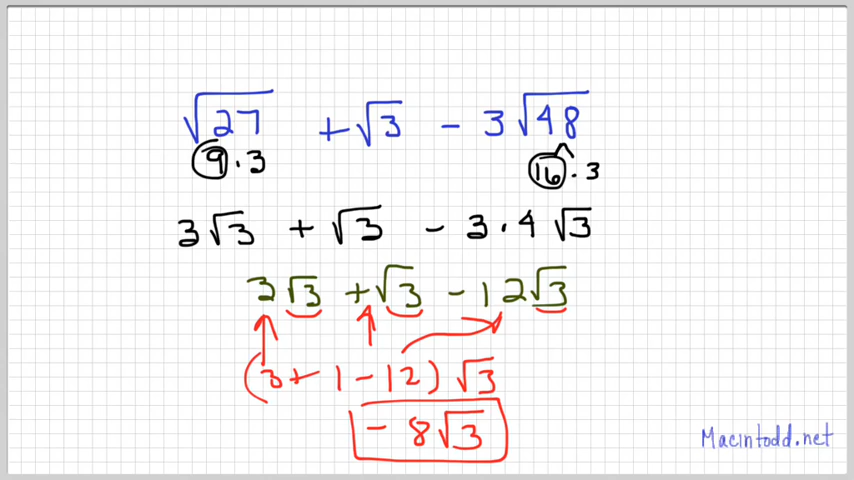 √27 + √3 - 3√48
9·3 16·3
3√3 + √3 - 3·4√3
3√3 + √3 - 12√3
(3 + 1 - 12) √3
- 8√3
Macintodd.net